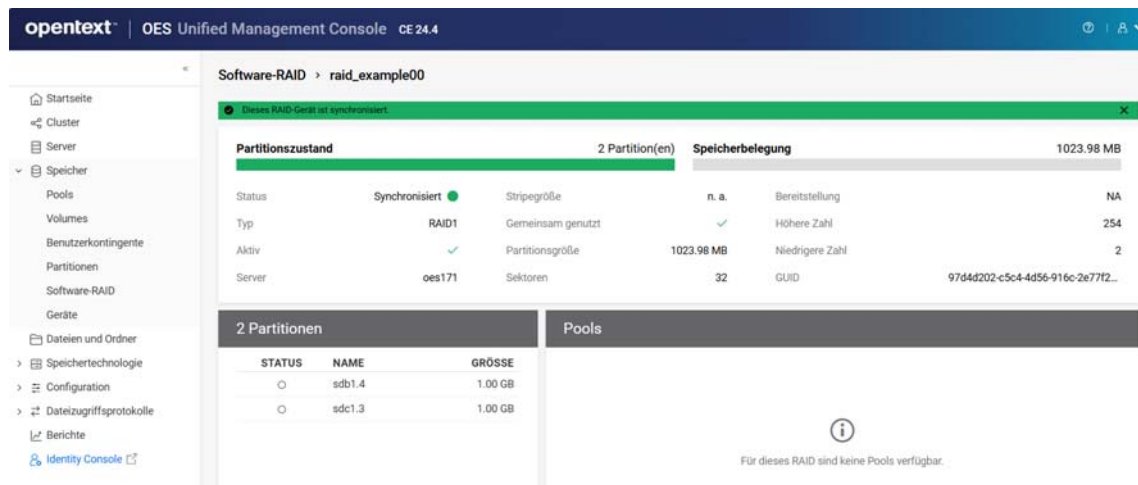 opentext™ | OES Unified Management Console CE 24.4
Startseite
Cluster
Server
Speicher
Pools
Volumes
Benutzerkontingente
Partitionen
Software-RAID
Geräte
Dateien und Ordner
Speichertechnologie
Configuration
Dateizugriffsprotokolle
Berichte
Identity Console
Software-RAID > raid_example00
Dieses RAID-Gerät ist synchronisiert.
Partitionszustand 2 Partition(en)
Status Synchronisiert
Typ RAID1
Aktiv
Server oes171
Speicherbelegung 1023.98 MB
Stripegröße n. a.
Gemeinsam genutzt
Partitionsgröße 1023.98 MB
Sektoren 32
Bereitstellung NA
Höhere Zahl 254
Niedrigere Zahl 2
GUID 97d4d202-c5c4-4d56-916c-2e77f2...
2 Partitionen
STATUS NAME GRÖSSE
sdb1.4 1.00 GB
sdc1.3 1.00 GB
Pools
Für dieses RAID sind keine Pools verfügbar.